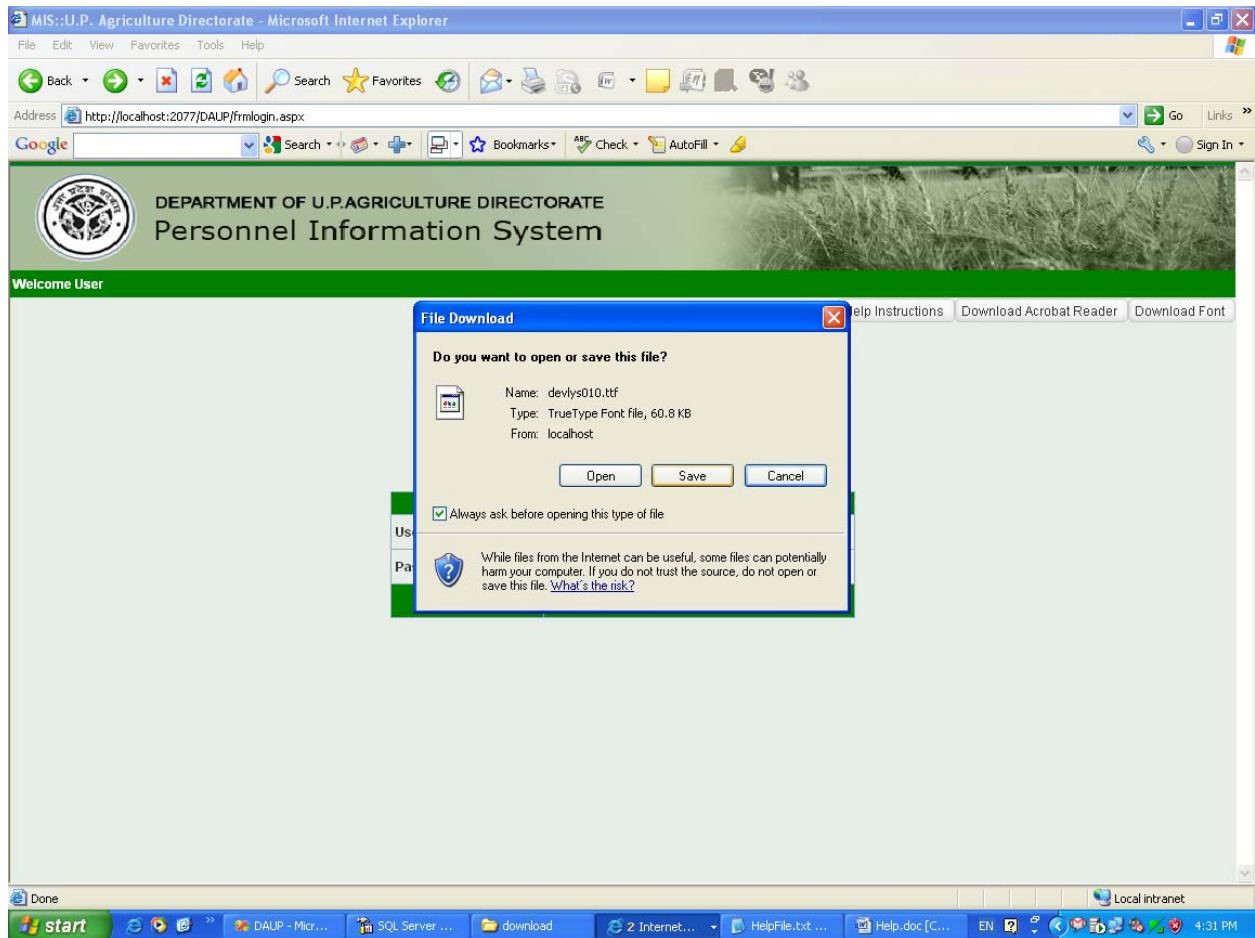 MIS::U.P. Agriculture Directorate - Microsoft Internet Explorer
File Edit View Favorites Tools Help
Back Search Favorites
Address http://localhost:2077/DAUP/frmlogin.aspx Go Links »
Google Search Bookmarks Check AutoFill Sign In
DEPARTMENT OF U.P.AGRICULTURE DIRECTORATE
Personnel Information System
Welcome User
elp Instructions Download Acrobat Reader Download Font
File Download
Do you want to open or save this file?
Name: devlys010.ttf
Type: TrueType Font file, 60.8 KB
From: localhost
Open Save Cancel
Always ask before opening this type of file
Use
Pa
While files from the Internet can be useful, some files can potentially
harm your computer. If you do not trust the source, do not open or
save this file. What's the risk?
Done Local intranet
start » DAUP - Micr... SQL Server ... download 2 Internet... HelpFile.txt ... Help.doc [C... EN 4:31 PM